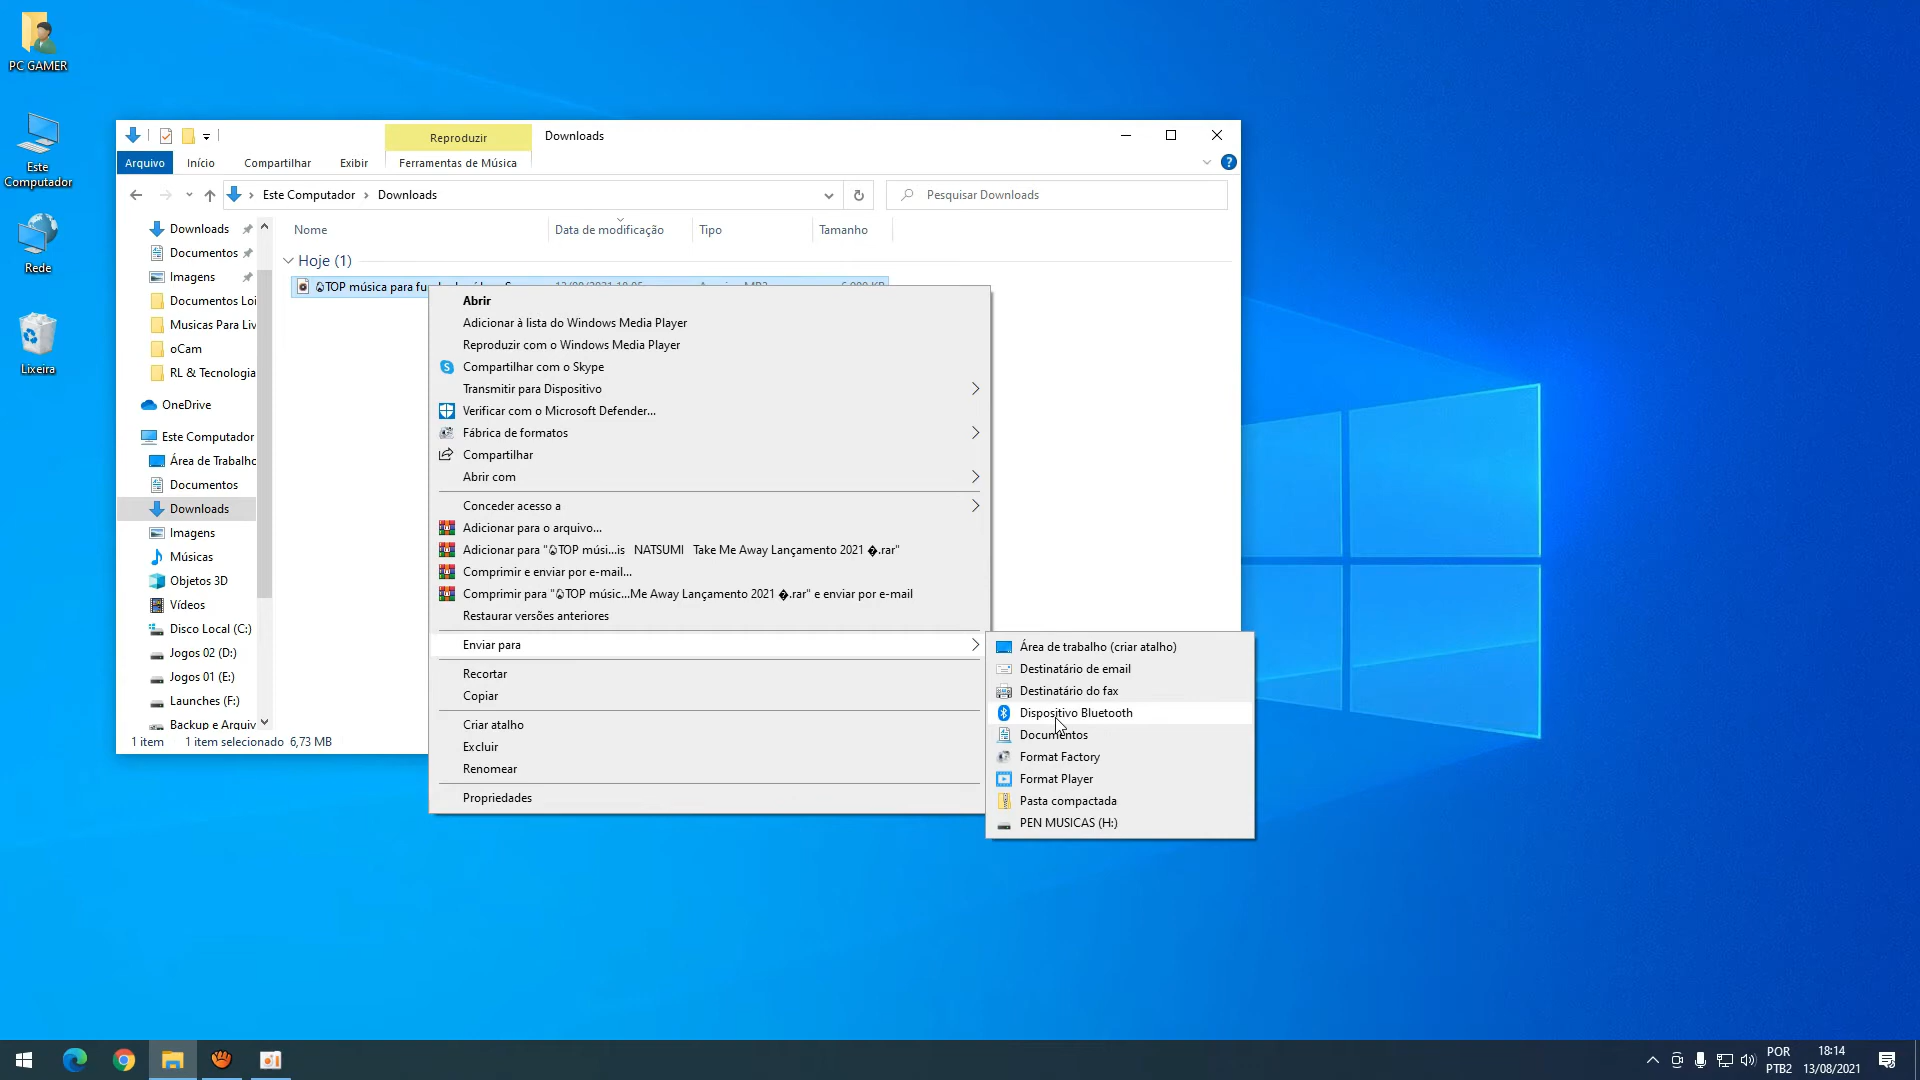 PC GAMER
Este
Computador
Rede
Lixeira
Reproduzir
Downloads
Arquivo
Início
Compartilhar
Exibir
Ferramentas de Música
Este Computador
Downloads
Pesquisar Downloads
Nome
Data de modificação
Tipo
Tamanho
Hoje (1)
TOP música para fu
Downloads
Documentos
Imagens
Documentos Loi
Musicas Para Liv
oCam
RL & Tecnologia
OneDrive
Este Computador
Área de Trabalho
Documentos
Downloads
Imagens
Músicas
Objetos 3D
Vídeos
Disco Local (C:)
Jogos 02 (D:)
Jogos 01 (E:)
Launches (F:)
Backup e Arquiv
1 item
1 item selecionado 6,73 MB
Abrir
Adicionar à lista do Windows Media Player
Reproduzir com o Windows Media Player
Compartilhar com o Skype
Transmitir para Dispositivo
Verificar com o Microsoft Defender...
Fábrica de formatos
Compartilhar
Abrir com
Conceder acesso a
Adicionar para o arquivo...
Adicionar para "TOP músi...is NATSUMI Take Me Away Lançamento 2021 �.rar"
Comprimir e enviar por e-mail...
Comprimir para "TOP músic...Me Away Lançamento 2021 �.rar" e enviar por e-mail
Restaurar versões anteriores
Enviar para
Recortar
Copiar
Criar atalho
Excluir
Renomear
Propriedades
Área de trabalho (criar atalho)
Destinatário de email
Destinatário do fax
Dispositivo Bluetooth
Documentos
Format Factory
Format Player
Pasta compactada
PEN MUSICAS (H:)
POR
PTB2
18:14
13/08/2021